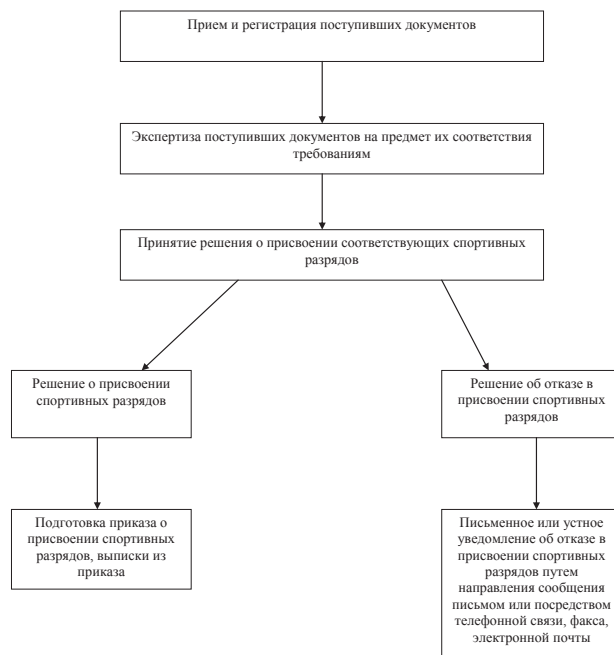 Прием и регистрация поступивших документов
Экспертиза поступивших документов на предмет их соответствия
требованиям
Принятие решения о присвоении соответствующих спортивных
разрядов
Решение о присвоении
спортивных разрядов
Решение об отказе в
присвоении спортивных
разрядов
Подготовка приказа о
присвоении спортивных
разрядов, выписки из
приказа
Письменное или устное
уведомление об отказе в
присвоении спортивных
разрядов путем
направления сообщения
письмом или посредством
телефонной связи, факса,
электронной почты